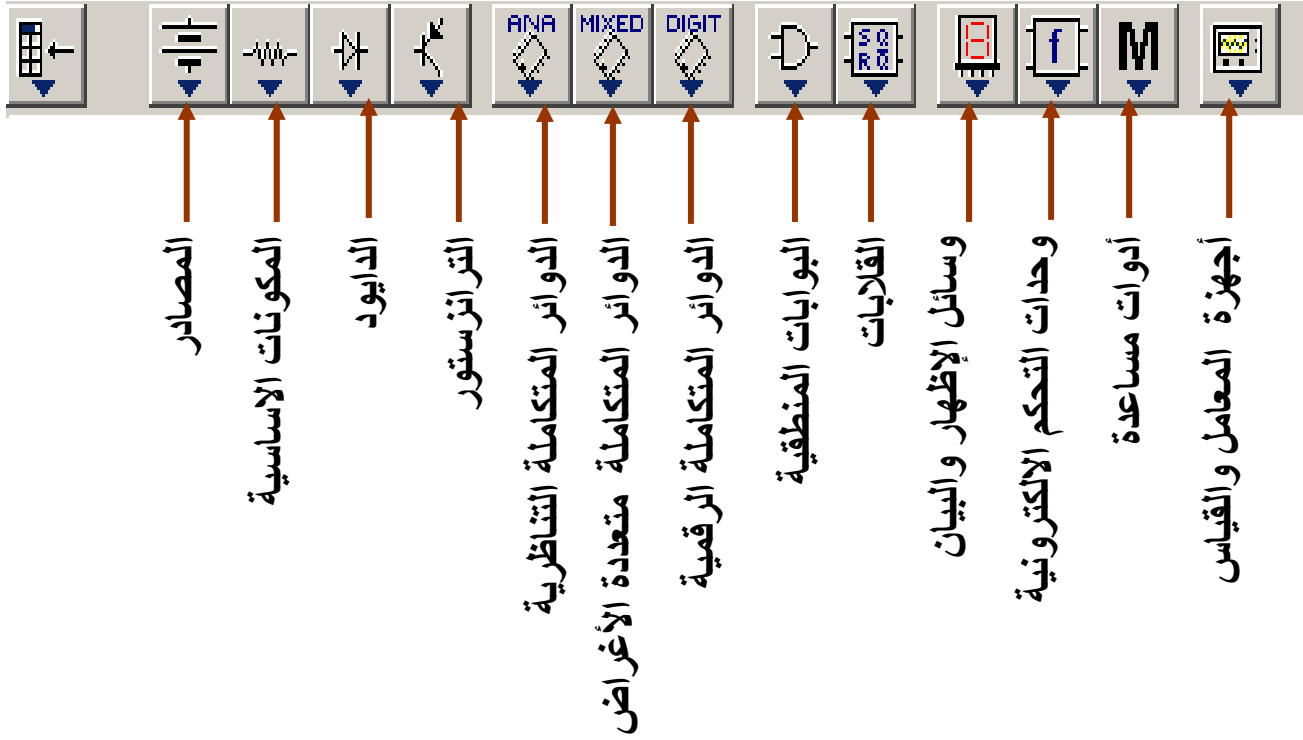 ANA
MIXED
DIGIT
S Q
R Q̅
f
M
المصادر
المكونات الاساسية
الدايود
الترانزستور
الدوائر المتكاملة التناظرية
الدوائر المتكاملة متعددة الأغراض
الدوائر المتكاملة الرقمية
البوابات المنطقية
القلابات
وسائل الإظهار والبيان
وحدات التحكم الالكترونية
أدوات مساعدة
أجهزة المعامل والقياس